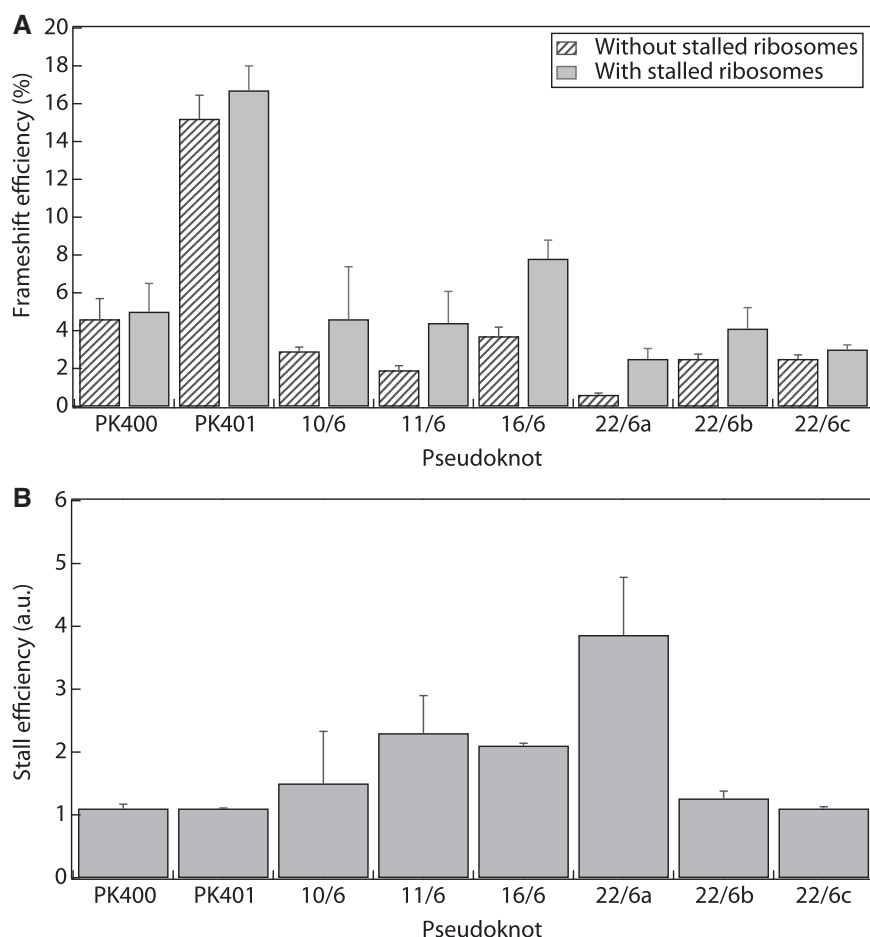 A
20
18
16
14
12
10
8
6
4
2
0
Frameshift efficiency (%)
Without stalled ribosomes
With stalled ribosomes
PK400 PK401 10/6 11/6 16/6 22/6a 22/6b 22/6c
Pseudoknot
B
6
5
4
3
2
1
0
Stall efficiency (a.u.)
PK400 PK401 10/6 11/6 16/6 22/6a 22/6b 22/6c
Pseudoknot